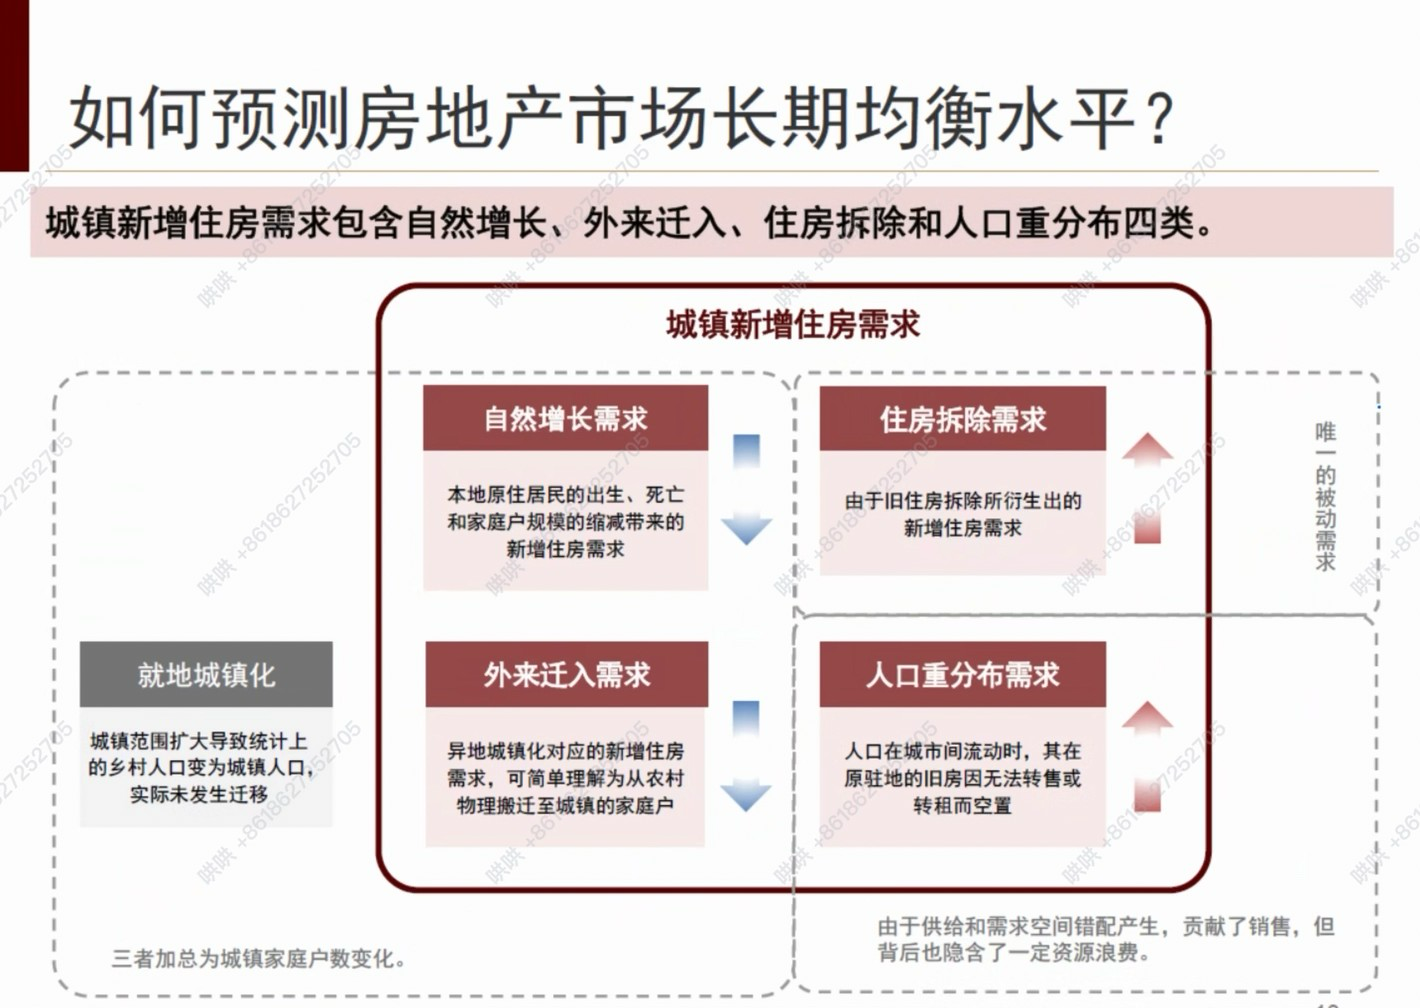 如何预测房地产市场长期均衡水平？
城镇新增住房需求包含自然增长、外来迁入、住房拆除和人口重分布四类。
城镇新增住房需求
自然增长需求
本地原住居民的出生、死亡
和家庭户规模的缩减带来的
新增住房需求
住房拆除需求
由于旧住房拆除所衍生出的
新增住房需求
唯一的被动需求
就地城镇化
城镇范围扩大导致统计上
的乡村人口变为城镇人口，
实际未发生迁移
外来迁入需求
异地城镇化对应的新增住房
需求，可简单理解为从农村
物理搬迁至城镇的家庭户
人口重分布需求
人口在城市间流动时，其在
原驻地的旧房因无法转售或
转租而空置
三者加总为城镇家庭户数变化。
由于供给和需求空间错配产生，贡献了销售，但
背后也隐含了一定资源浪费。
哄哄 +8618627252705